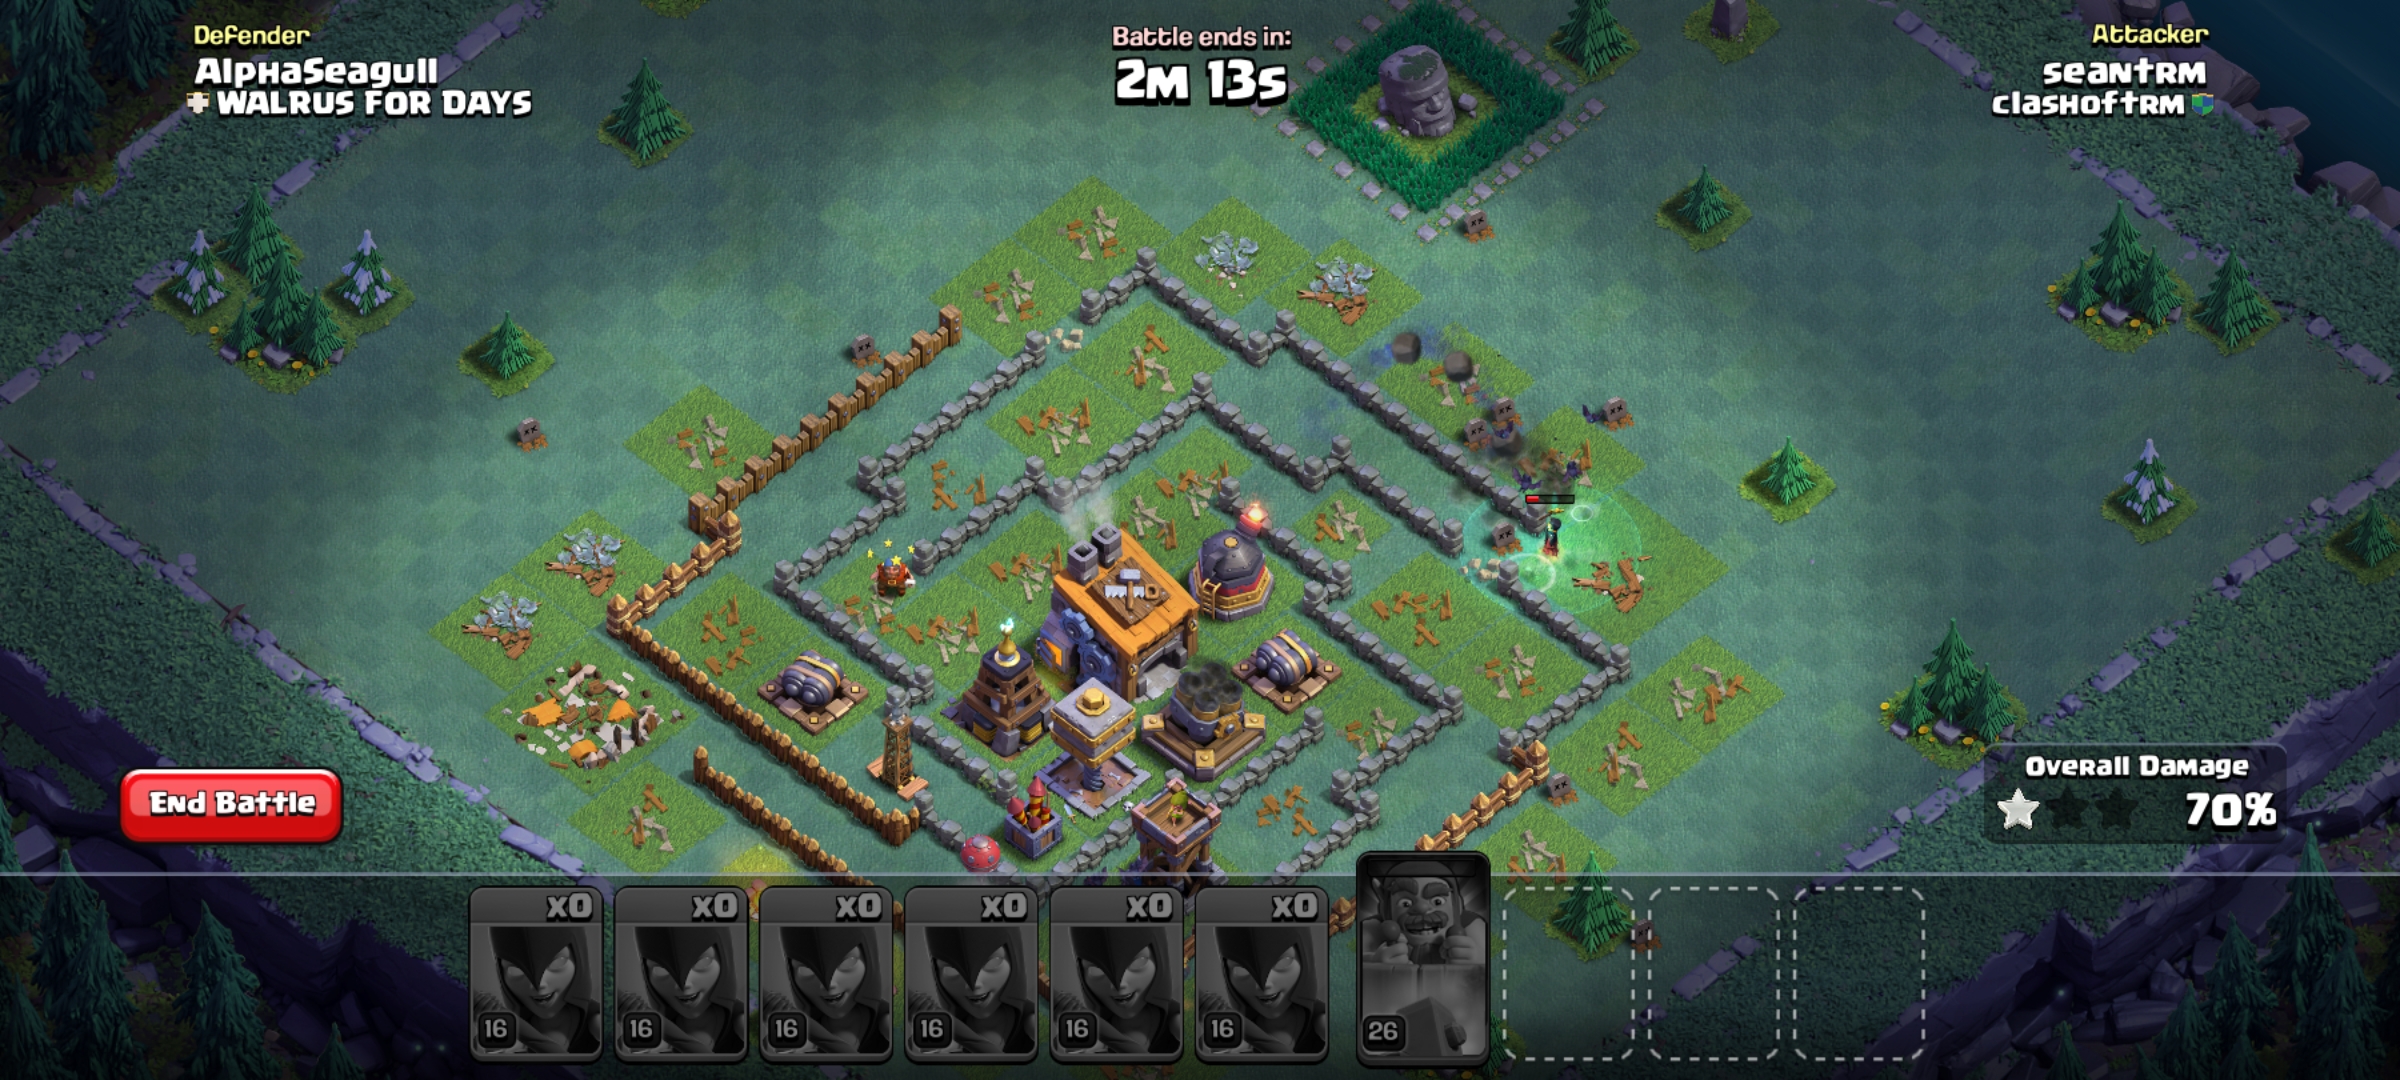 Defender
AlphaSeagull
WALRUS FOR DAYS
Battle ends in:
2M 13s
Attacker
seantRM
clashoftRM
End Battle
Overall Damage
70%
x0
x0
x0
x0
x0
x0
16
16
16
16
16
16
26